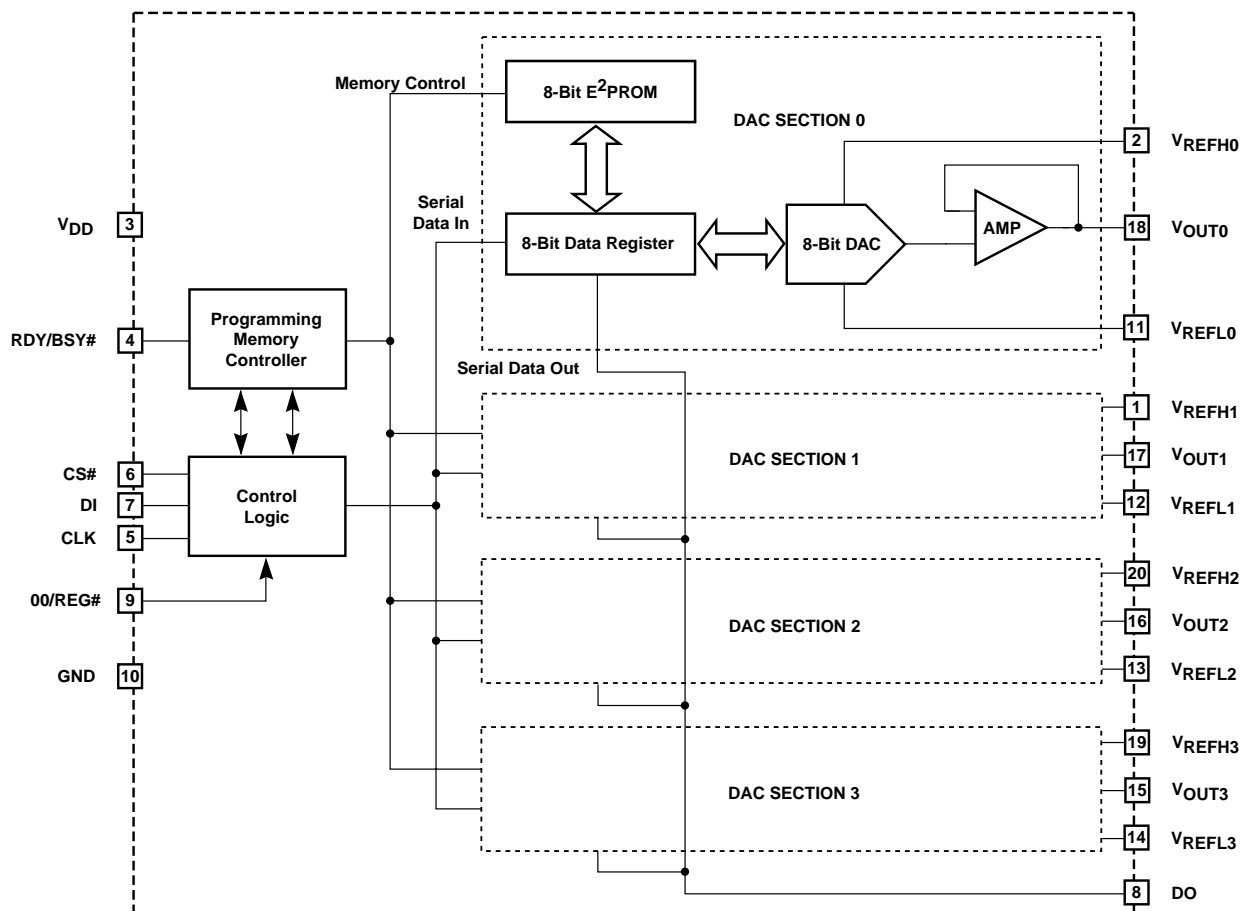 Memory Control
8-Bit E²PROM
DAC SECTION 0
2
VREFH0
Serial
Data In
8-Bit Data Register
8-Bit DAC
AMP
VDD
3
18
VOUT0
Programming
Memory
Controller
RDY/BSY#
4
11
VREFL0
Serial Data Out
1
VREFH1
DAC SECTION 1
17
VOUT1
CS#
6
DI
7
CLK
5
Control
Logic
12
VREFL1
20
VREFH2
00/REG#
9
DAC SECTION 2
16
VOUT2
GND
10
13
VREFL2
19
VREFH3
DAC SECTION 3
15
VOUT3
14
VREFL3
8
DO